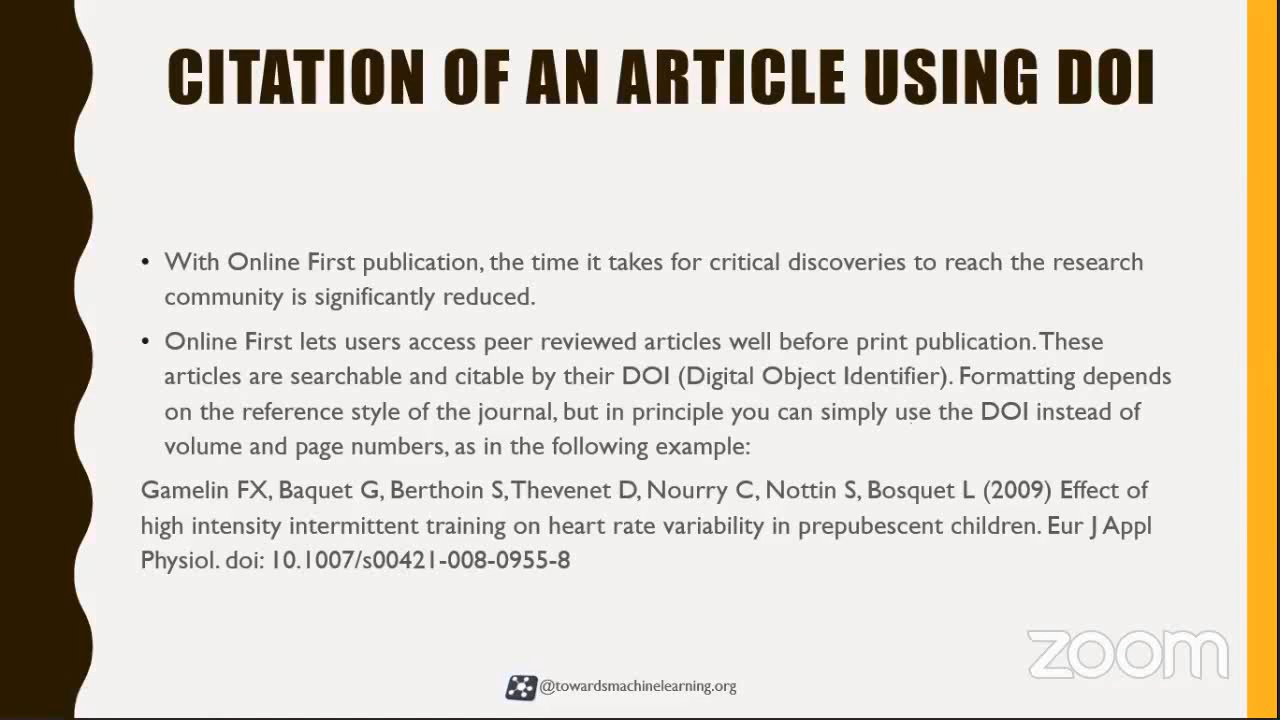 CITATION OF AN ARTICLE USING DOI
• With Online First publication, the time it takes for critical discoveries to reach the research
community is significantly reduced.
• Online First lets users access peer reviewed articles well before print publication. These
articles are searchable and citable by their DOI (Digital Object Identifier). Formatting depends
on the reference style of the journal, but in principle you can simply use the DOI instead of
volume and page numbers, as in the following example:
Gamelin FX, Baquet G, Berthoin S, Thevenet D, Nourry C, Nottin S, Bosquet L (2009) Effect of
high intensity intermittent training on heart rate variability in prepubescent children. Eur J Appl
Physiol. doi: 10.1007/s00421-008-0955-8
zoom
@towardsmachinelearning.org